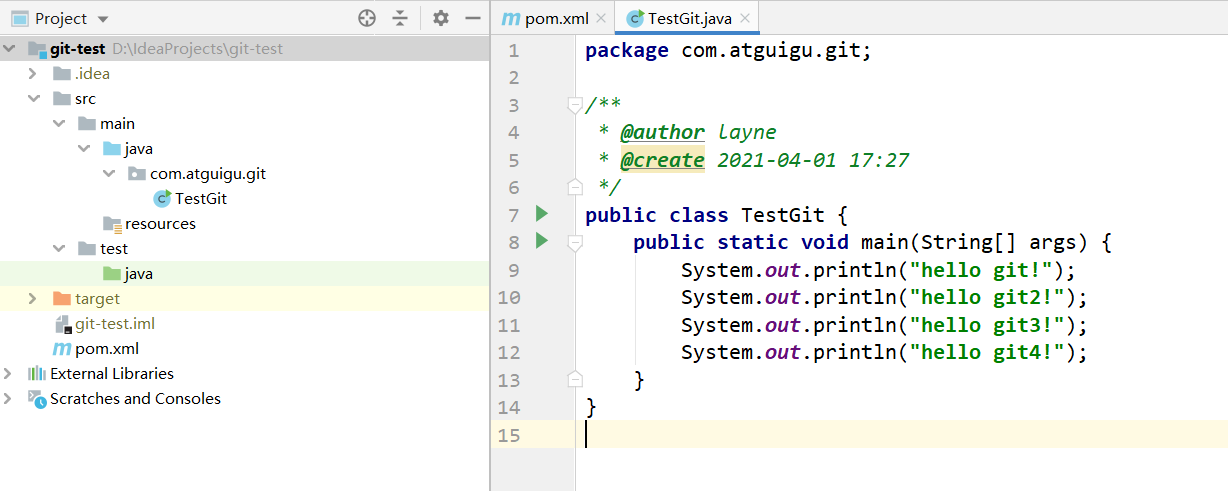 Project
git-test D:\IdeaProjects\git-test
.idea
src
main
java
com.atguigu.git
TestGit
resources
test
java
target
git-test.iml
pom.xml
External Libraries
Scratches and Consoles
pom.xml
TestGit.java
1 package com.atguigu.git;
2
3 /**
4 * @author layne
5 * @create 2021-04-01 17:27
6 */
7 public class TestGit {
8 public static void main(String[] args) {
9 System.out.println("hello git!");
10 System.out.println("hello git2!");
11 System.out.println("hello git3!");
12 System.out.println("hello git4!");
13 }
14 }
15